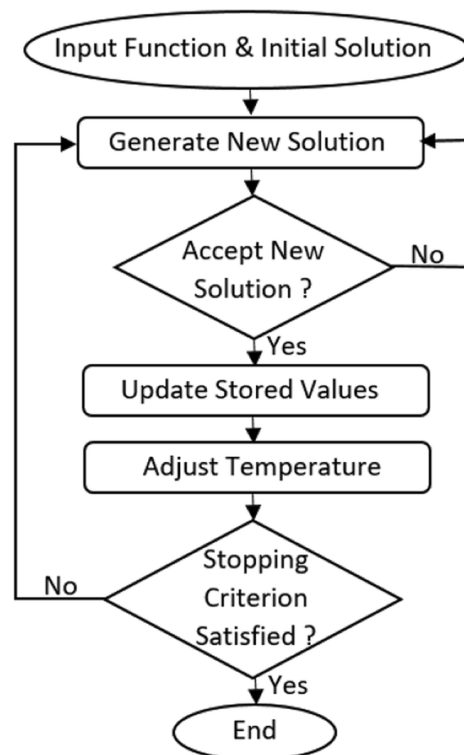 Input Function & Initial Solution
Generate New Solution
Accept New
Solution ?
No
Yes
Update Stored Values
Adjust Temperature
Stopping
Criterion
Satisfied ?
No
Yes
End